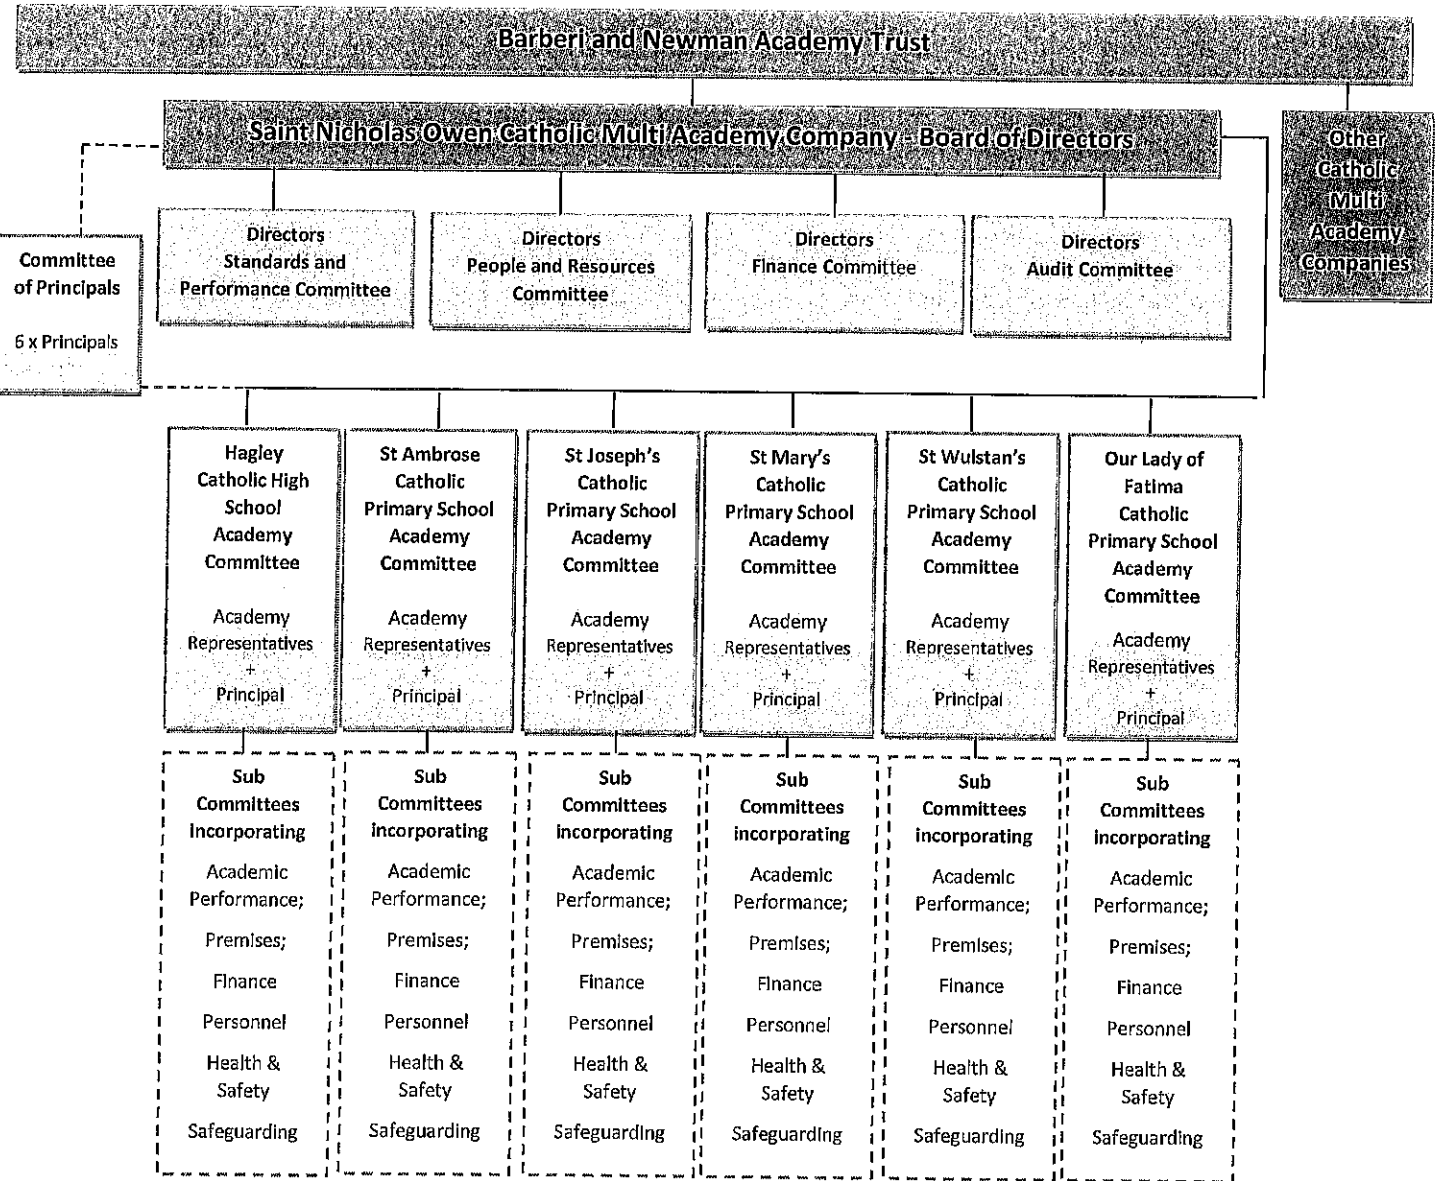 Barberi and Newman Academy Trust
Saint Nicholas Owen Catholic Multi Academy Company - Board of Directors
Other
Catholic
Multi
Academy
Companies
Committee
of Principals
6 x Principals
Directors
Standards and
Performance Committee
Directors
People and Resources
Committee
Directors
Finance Committee
Directors
Audit Committee
Hagley
Catholic High
School
Academy
Committee
Academy
Representatives
+
Principal
St Ambrose
Catholic
Primary School
Academy
Committee
Academy
Representatives
+
Principal
St Joseph's
Catholic
Primary School
Academy
Committee
Academy
Representatives
+
Principal
St Mary's
Catholic
Primary School
Academy
Committee
Academy
Representatives
+
Principal
St Wulstan's
Catholic
Primary School
Academy
Committee
Academy
Representatives
+
Principal
Our Lady of
Fatima
Catholic
Primary School
Academy
Committee
Academy
Representatives
+
Principal
Sub
Committees
incorporating
Academic
Performance;
Premises;
Finance
Personnel
Health &
Safety
Safeguarding
Sub
Committees
incorporating
Academic
Performance;
Premises;
Finance
Personnel
Health &
Safety
Safeguarding
Sub
Committees
incorporating
Academic
Performance;
Premises;
Finance
Personnel
Health &
Safety
Safeguarding
Sub
Committees
incorporating
Academic
Performance;
Premises;
Finance
Personnel
Health &
Safety
Safeguarding
Sub
Committees
incorporating
Academic
Performance;
Premises;
Finance
Personnel
Health &
Safety
Safeguarding
Sub
Committees
incorporating
Academic
Performance;
Premises;
Finance
Personnel
Health &
Safety
Safeguarding